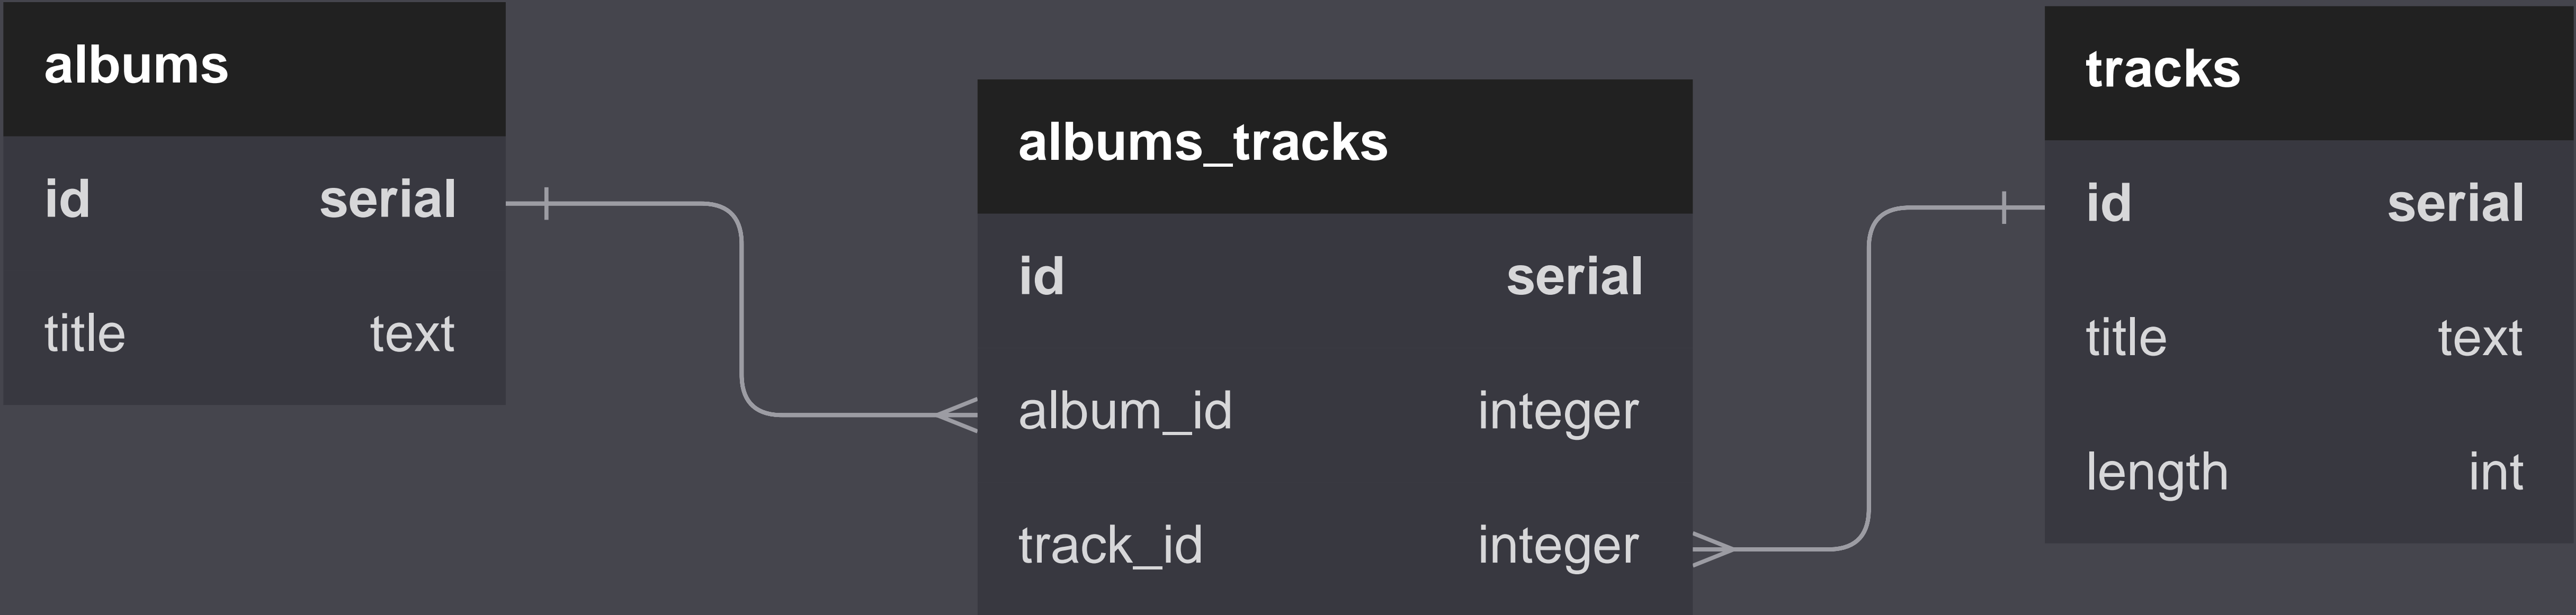 albums
id serial
title text
albums_tracks
id serial
album_id integer
track_id integer
tracks
id serial
title text
length int